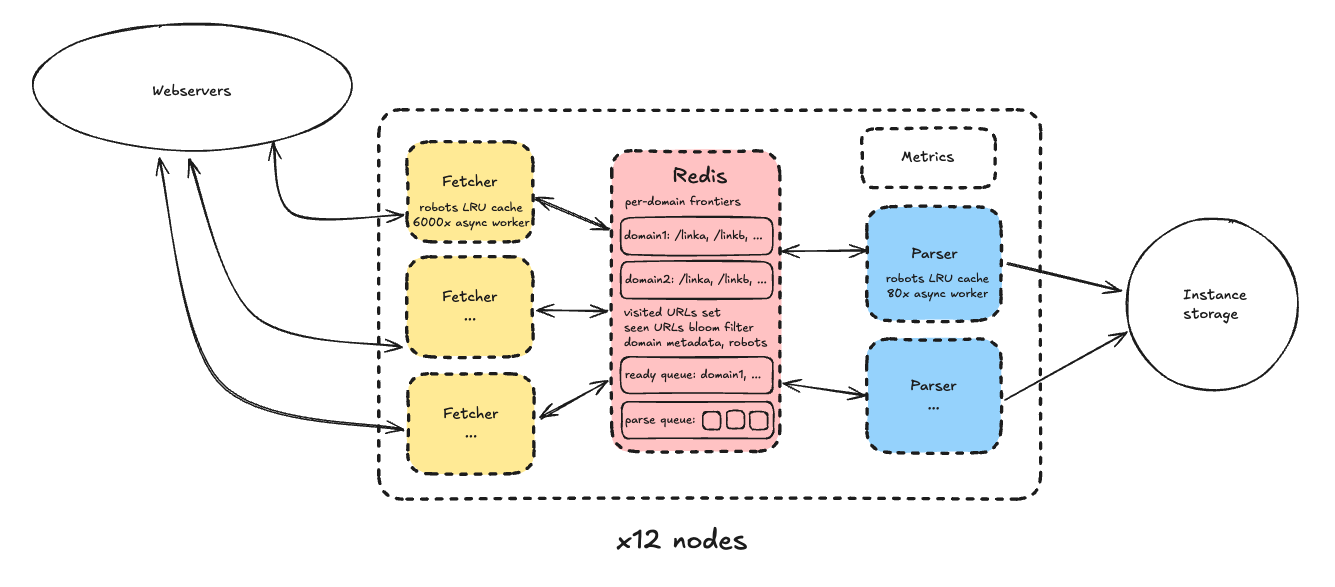 Webservers
Fetcher
robots LRU cache
6000x async worker
Fetcher
...
Fetcher
...
Redis
per-domain frontiers
domain1: /linka, /linkb, ...
domain2: /linka, /linkb, ...
visited URLs set
seen URLs bloom filter
domain metadata, robots
ready queue: domain1, ...
parse queue:
Metrics
Parser
robots LRU cache
80x async worker
Parser
...
Instance
storage
x12 nodes